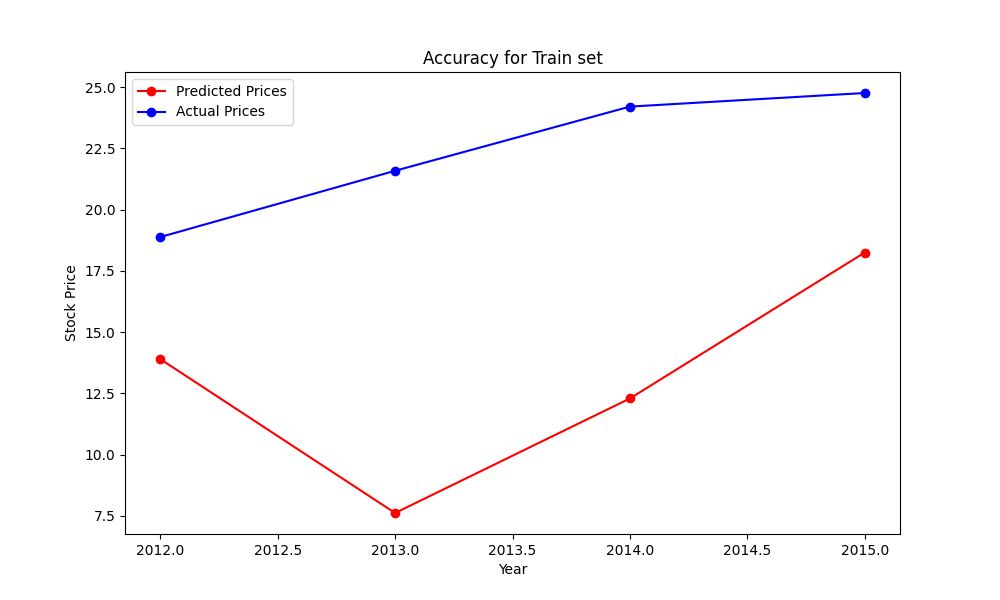 Accuracy for Train set
Predicted Prices
Actual Prices
25.0
22.5
20.0
17.5
15.0
12.5
10.0
7.5
Stock Price
2012.0 2012.5 2013.0 2013.5 2014.0 2014.5 2015.0
Year